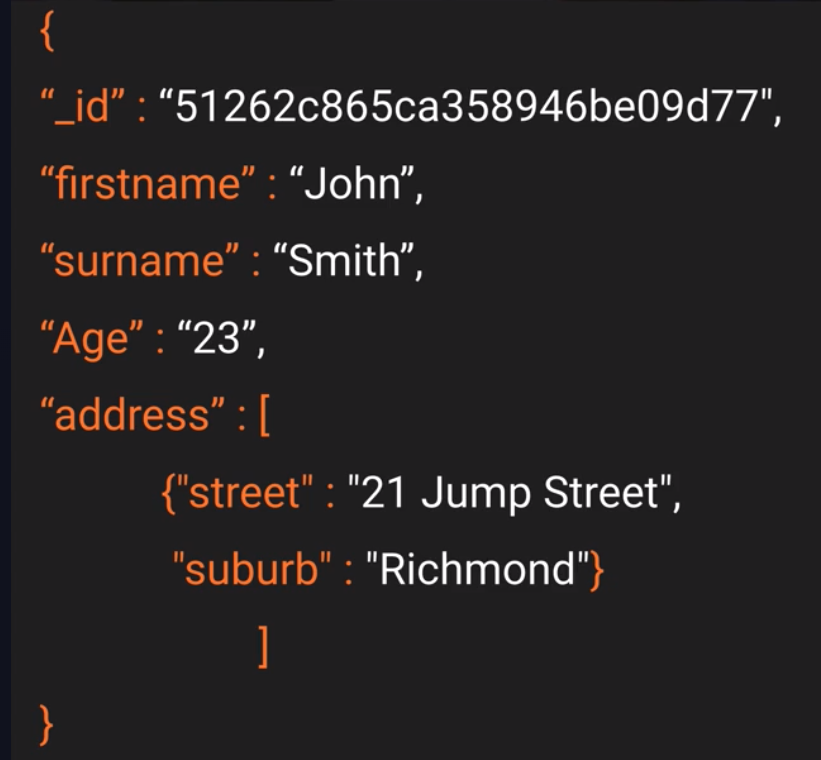 {
“_id” : “51262c865ca358946be09d77",
“firstname” : “John”,
“surname” : “Smith”,
“Age” : “23”,
“address” : [
{"street" : "21 Jump Street",
"suburb" : "Richmond"}
]
}